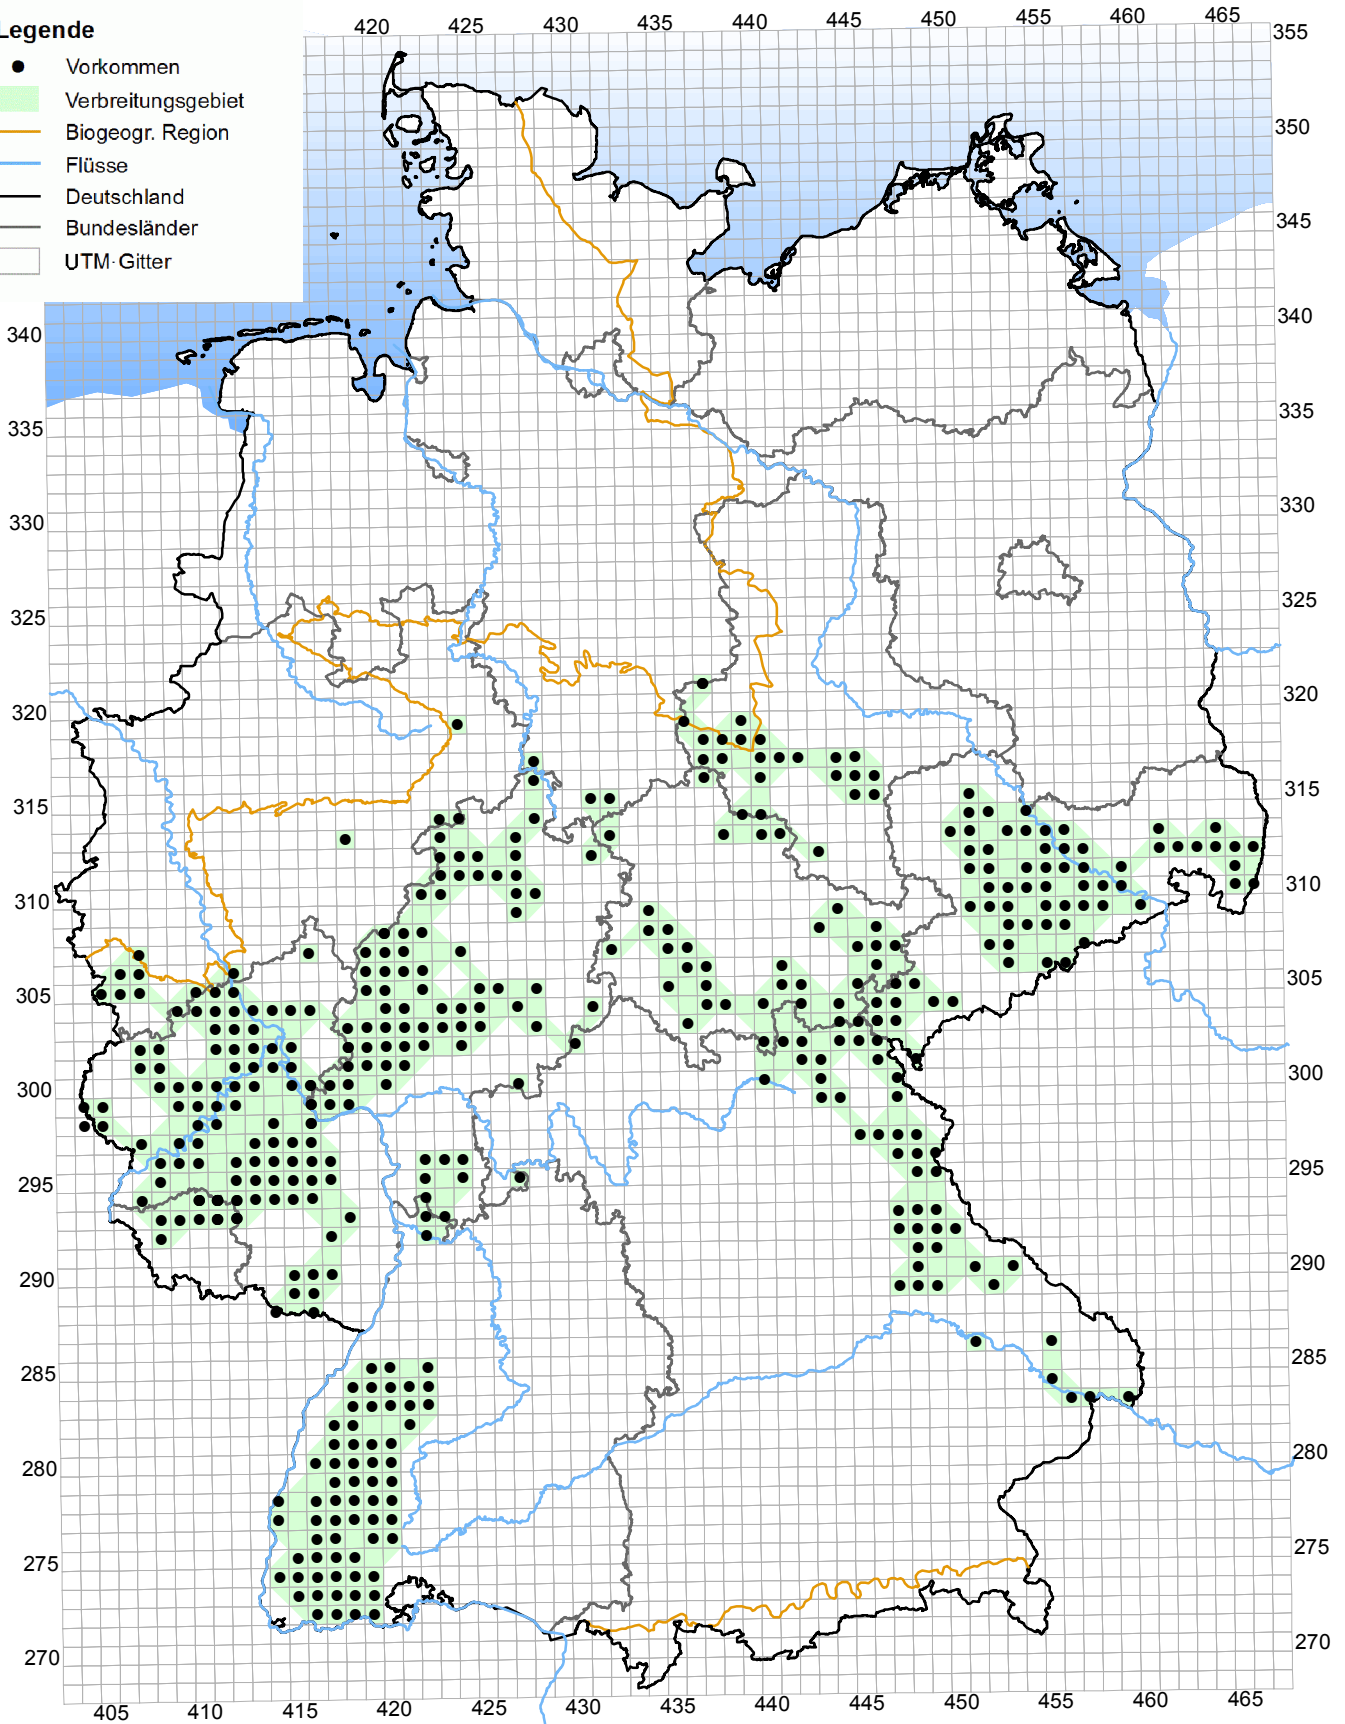 420 425 430 435 440 445 450 455 460 465
355
Legende
Vorkommen
Verbreitungsgebiet
Biogeogr. Region
Flüsse
Deutschland
Bundesländer
UTM-Gitter
350
345
340 340
335 335
330 330
325 325
320 320
315 315
310 310
305 305
300 300
295 295
290 290
285 285
280 280
275 275
270 270
405 410 415 420 425 430 435 440 445 450 455 460 465